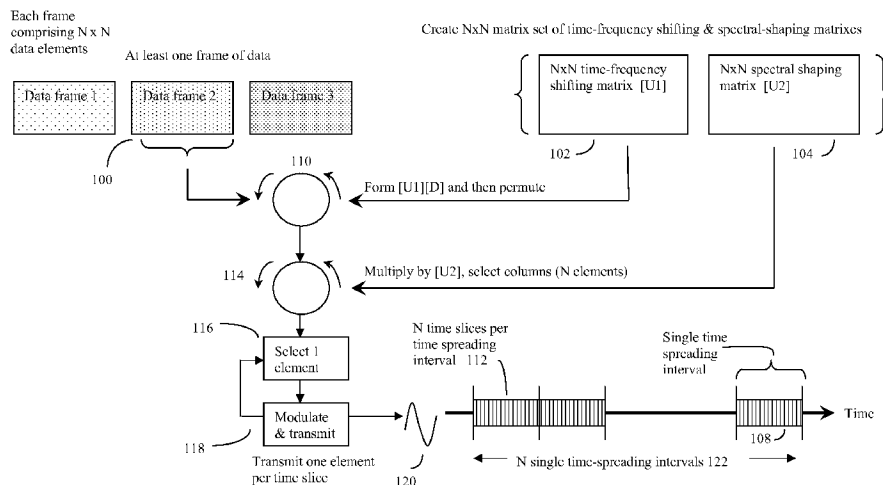 Each frame
comprising N x N
data elements
At least one frame of data
Create NxN matrix set of time-frequency shifting & spectral-shaping matrixes
Data frame 1
Data frame 2
Data frame 3
NxN time-frequency
shifting matrix [U1]
NxN spectral shaping
matrix [U2]
100
102
104
110
Form [U1][D] and then permute
114
Multiply by [U2], select columns (N elements)
116
Select 1
element
N time slices per
time spreading
interval 112
Single time
spreading
interval
Modulate
& transmit
118
Transmit one element
per time slice
120
Time
108
N single time-spreading intervals 122